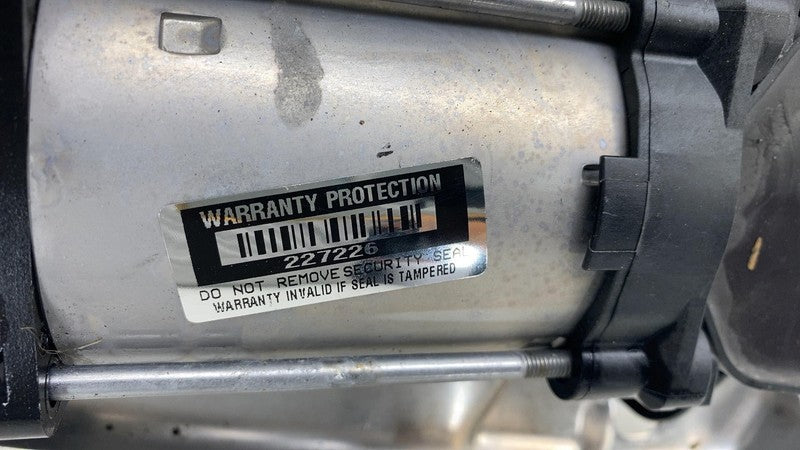 WARRANTY PROTECTION
227226
DO NOT REMOVE SECURITY SEAL
WARRANTY INVALID IF SEAL IS TAMPERED